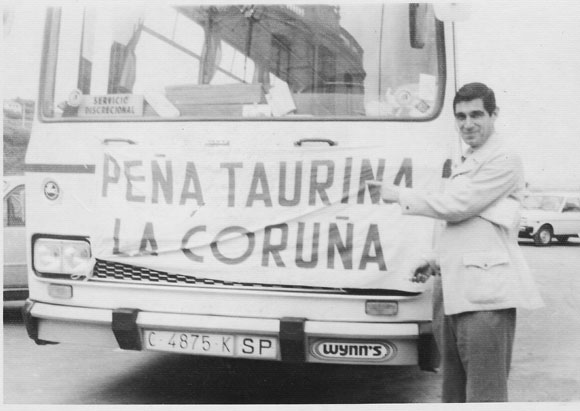 SERVICIO
DISCRECIONAL
PEÑA TAURINA
LA CORUÑA
C-4875-K SP
WYNN'S